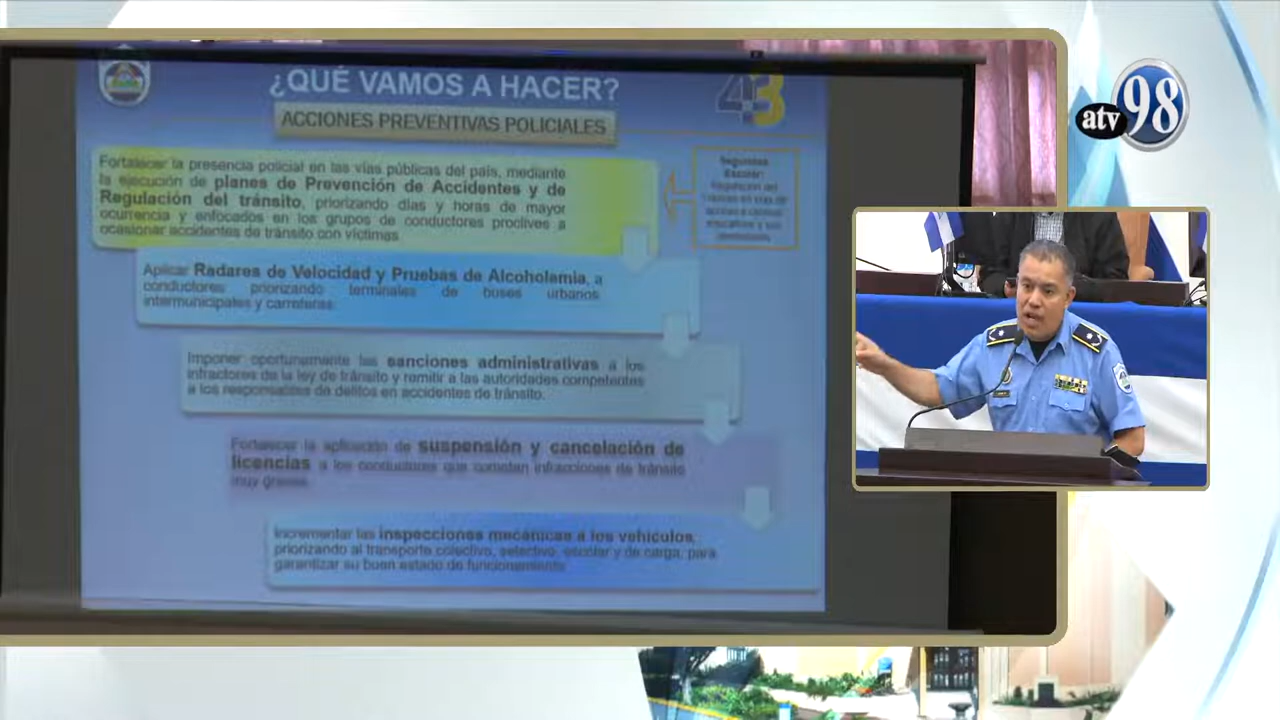 ¿QUÉ VAMOS A HACER?
43
ACCIONES PREVENTIVAS POLICIALES
Fortalecer la presencia policial en las vías públicas del país, mediante
la ejecución de planes de Prevención de Accidentes y de
Regulación del tránsito, priorizando días y horas de mayor
ocurrencia y enfocados en los grupos de conductores proclives a
ocasionar accidentes de tránsito con víctimas.
Aplicar Radares de Velocidad y Pruebas de Alcoholemia, a
conductores priorizando terminales de buses urbanos
intermunicipales y carreteras.
Imponer oportunamente las sanciones administrativas a los
infractores de la ley de tránsito y remitir a las autoridades competentes
a los responsables de delitos en accidentes de tránsito.
Fortalecer la aplicación de suspensión y cancelación de
licencias a los conductores que cometan infracciones de tránsito
muy graves.
Incrementar las inspecciones mecánicas a los vehículos,
priorizando al transporte colectivo, selectivo, escolar y de carga, para
garantizar su buen estado de funcionamiento
Escolar:
atv 98